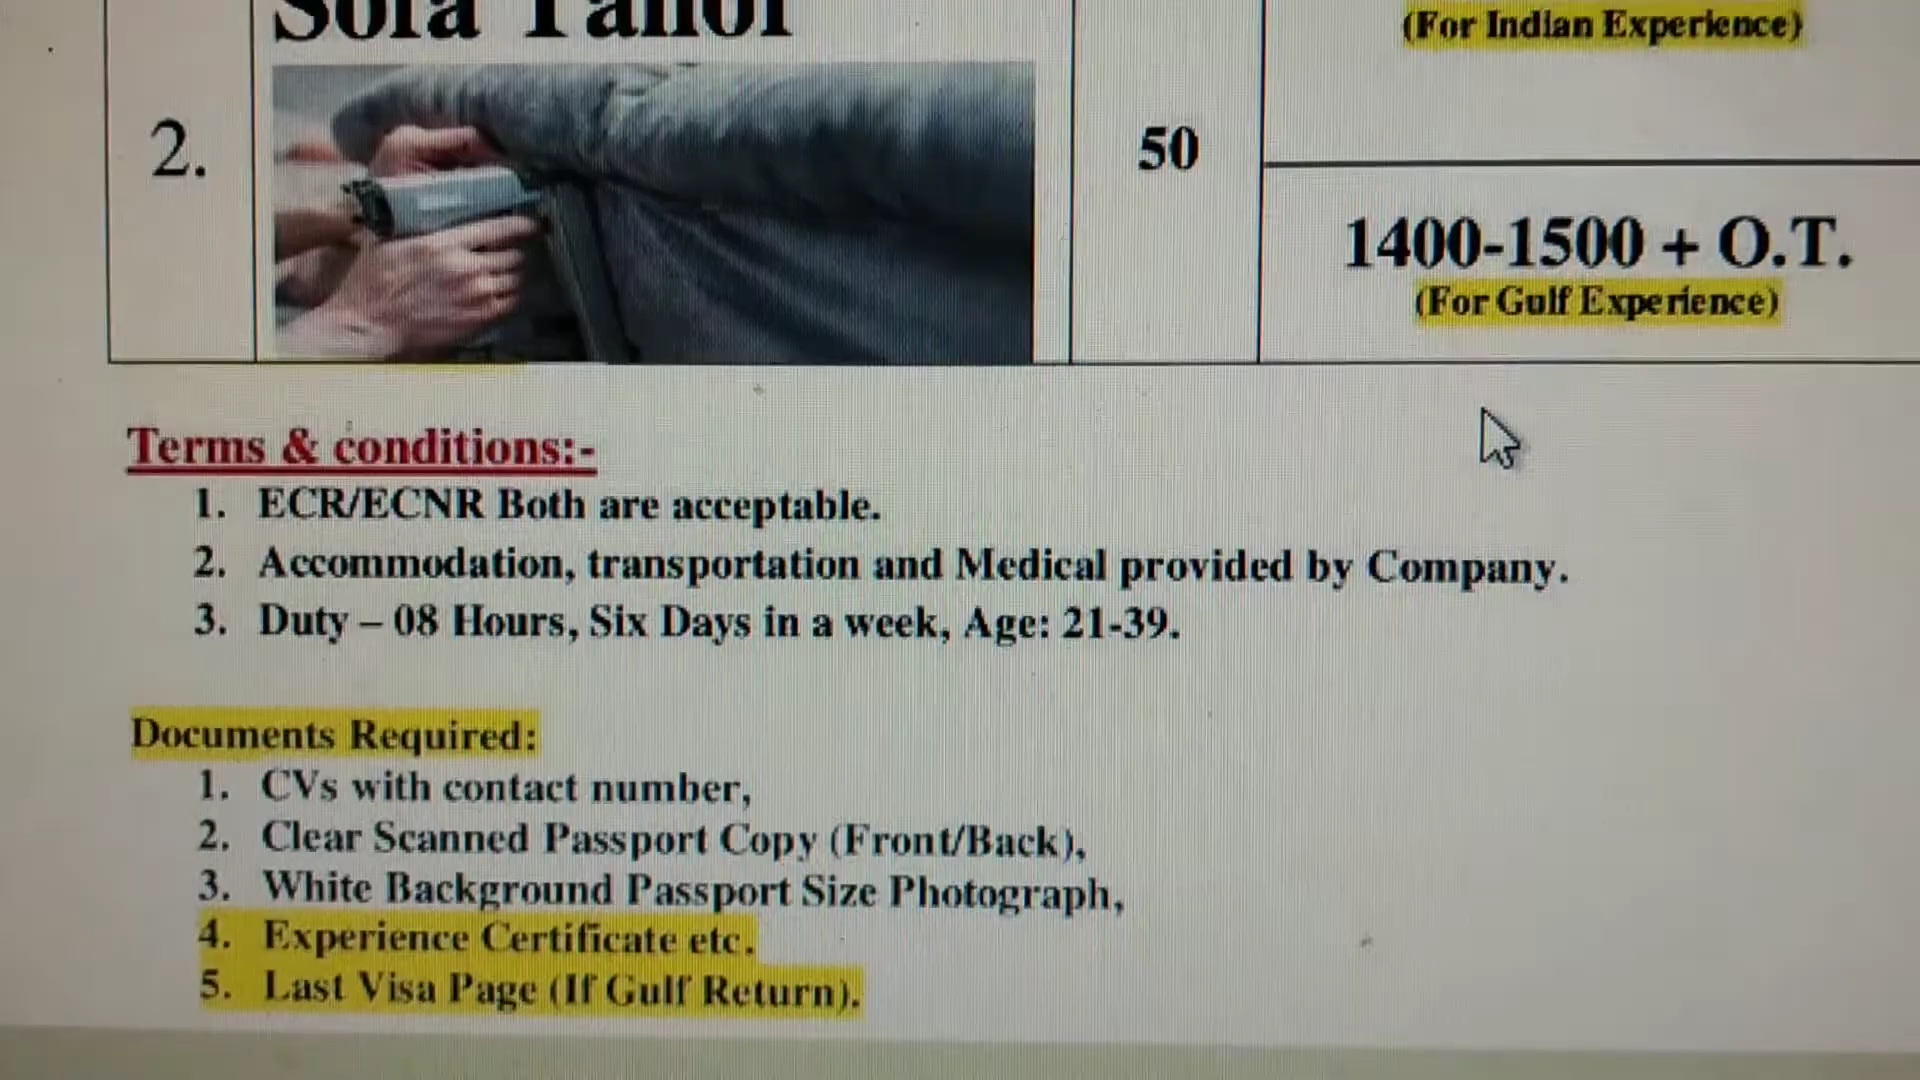 Sofa Tailor
(For Indian Experience)
2.
50
1400-1500 + O.T.
(For Gulf Experience)
Terms & conditions:-
1. ECR/ECNR Both are acceptable.
2. Accommodation, transportation and Medical provided by Company.
3. Duty – 08 Hours, Six Days in a week, Age: 21-39.
Documents Required:
1. CVs with contact number,
2. Clear Scanned Passport Copy (Front/Back),
3. White Background Passport Size Photograph,
4. Experience Certificate etc.
5. Last Visa Page (If Gulf Return).